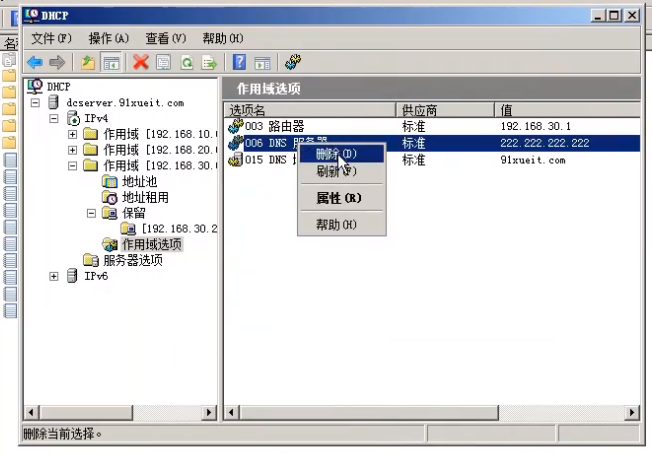 DHCP
文件(F) 操作(A) 查看(V) 帮助(H)
DHCP
dcserver.91xueit.com
IPv4
作用域 [192.168.10.
作用域 [192.168.20.
作用域 [192.168.30.
地址池
地址租用
保留
[192.168.30.2
作用域选项
服务器选项
IPv6
作用域选项
选项名 供应商 值
003 路由器 标准 192.168.30.1
006 DNS 服务器 标准 222.222.222.222
015 DNS 标准 91xueit.com
删除(D)
刷新(F)
属性(R)
帮助(H)
删除当前选择。